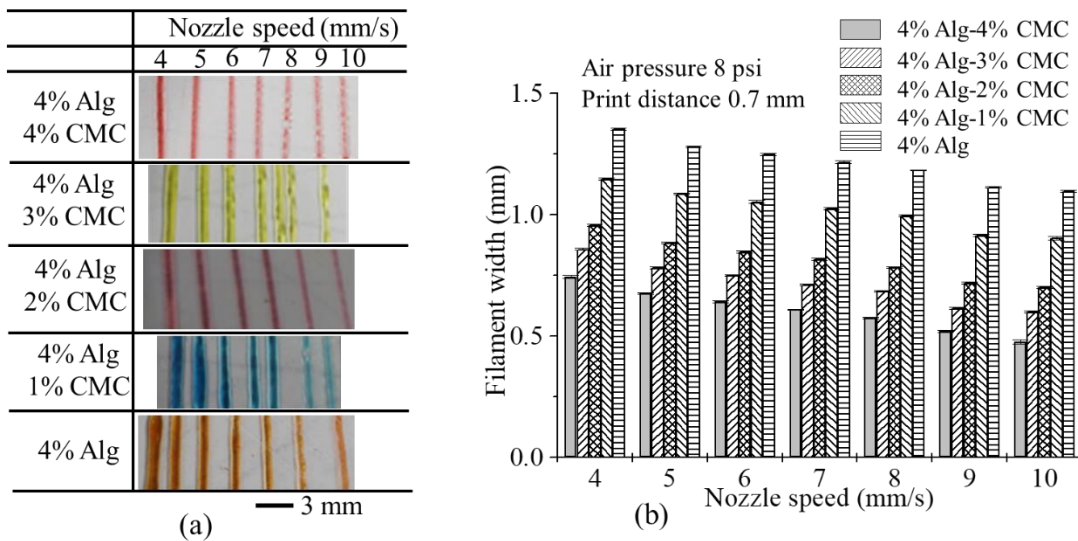 Nozzle speed (mm/s)
4 5 6 7 8 9 10
4% Alg
4% CMC
4% Alg
3% CMC
4% Alg
2% CMC
4% Alg
1% CMC
4% Alg
3 mm
(a)
4% Alg-4% CMC
4% Alg-3% CMC
4% Alg-2% CMC
4% Alg-1% CMC
4% Alg
Air pressure 8 psi
Print distance 0.7 mm
Filament width (mm)
1.5
1.0
0.5
0.0
4 5 6 7 8 9 10
Nozzle speed (mm/s)
(b)